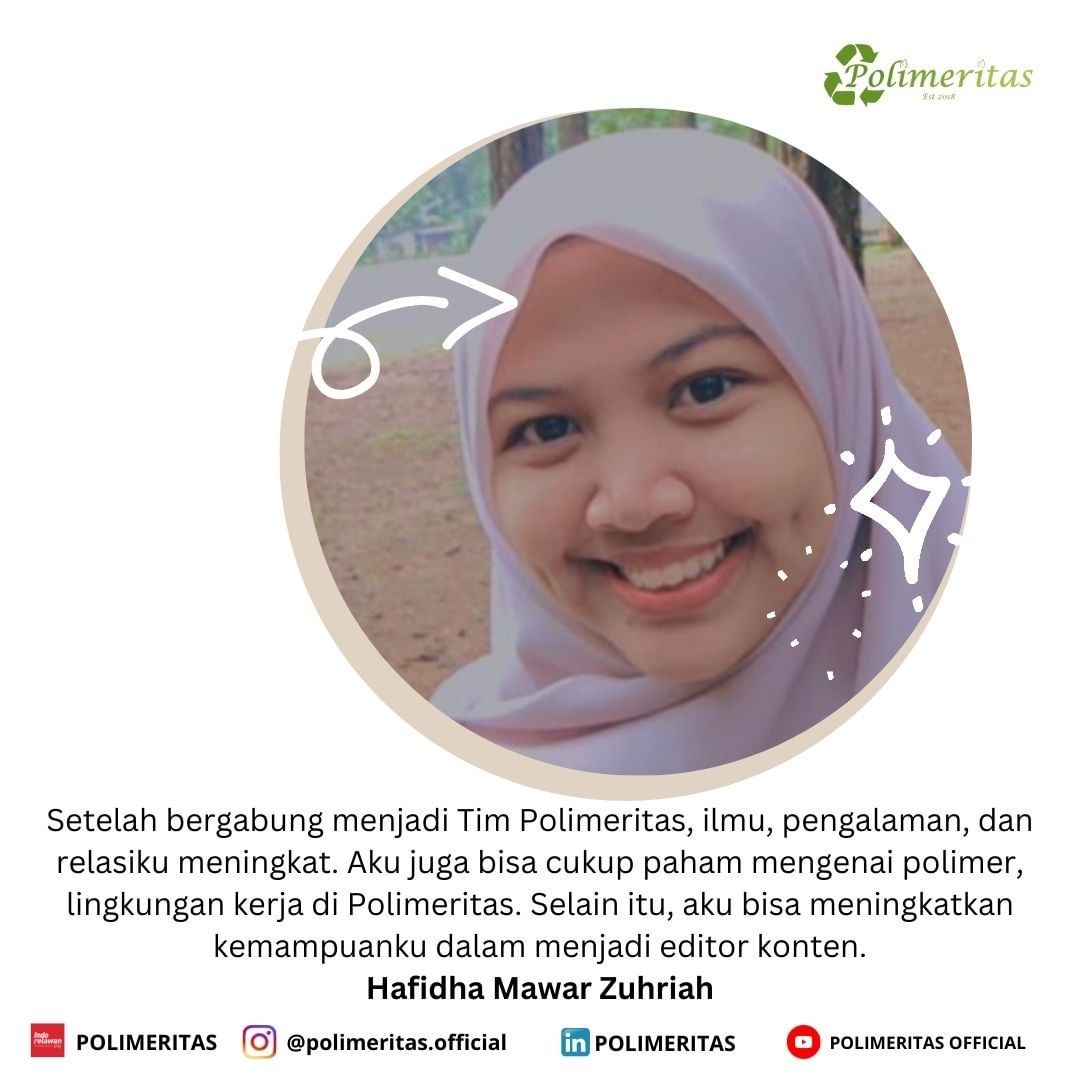 Polimeritas
Est 2018
Setelah bergabung menjadi Tim Polimeritas, ilmu, pengalaman, dan
relasiku meningkat. Aku juga bisa cukup paham mengenai polimer,
lingkungan kerja di Polimeritas. Selain itu, aku bisa meningkatkan
kemampuanku dalam menjadi editor konten.
Hafidha Mawar Zuhriah
Indo
relawan
.org
POLIMERITAS
@polimeritas.official
in
POLIMERITAS
POLIMERITAS OFFICIAL